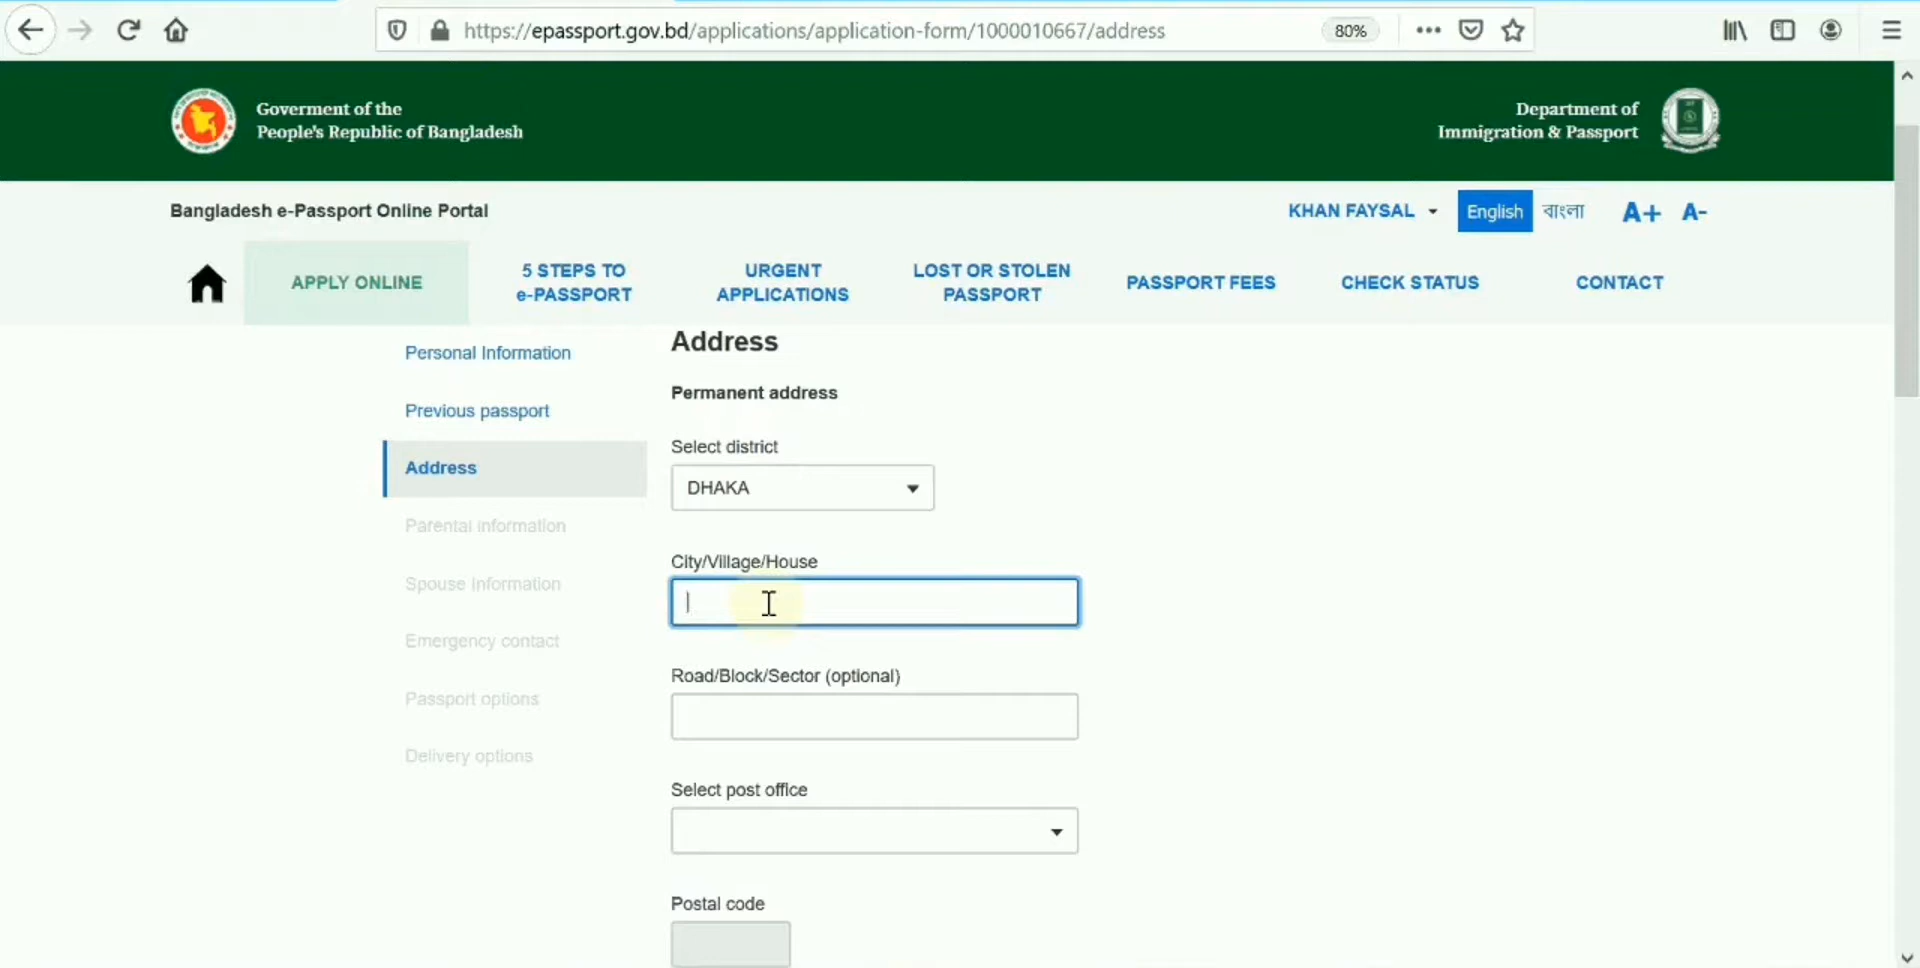 https://epassport.gov.bd/applications/application-form/1000010667/address
80%
Goverment of the
People's Republic of Bangladesh
Department of
Immigration & Passport
Bangladesh e-Passport Online Portal
KHAN FAYSAL
English
বাংলা
A+
A-
APPLY ONLINE
5 STEPS TO
e-PASSPORT
URGENT
APPLICATIONS
LOST OR STOLEN
PASSPORT
PASSPORT FEES
CHECK STATUS
CONTACT
Personal Information
Previous passport
Address
Parental information
Spouse Information
Emergency contact
Passport options
Delivery options
Address
Permanent address
Select district
DHAKA
City/Village/House
Road/Block/Sector (optional)
Select post office
Postal code